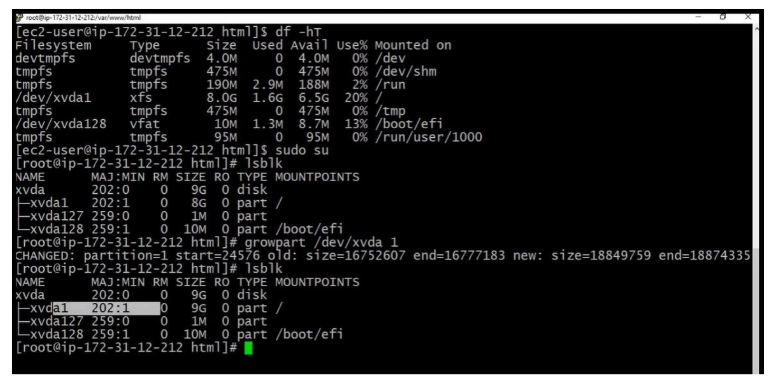 root@ip-172-31-12-212:/var/www/html
[ec2-user@ip-172-31-12-212 html]$ df -hT
Filesystem     Type      Size  Used Avail Use% Mounted on
devtmpfs       devtmpfs  4.0M     0  4.0M   0% /dev
tmpfs          tmpfs     475M     0  475M   0% /dev/shm
tmpfs          tmpfs     190M  2.9M  188M   2% /run
/dev/xvda1     xfs       8.0G  1.6G  6.5G  20% /
tmpfs          tmpfs     475M     0  475M   0% /tmp
/dev/xvda128   vfat       10M  1.3M  8.7M  13% /boot/efi
tmpfs          tmpfs      95M     0   95M   0% /run/user/1000
[ec2-user@ip-172-31-12-212 html]$ sudo su
[root@ip-172-31-12-212 html]# lsblk
NAME      MAJ:MIN RM SIZE RO TYPE MOUNTPOINTS
xvda      202:0    0   9G  0 disk
├─xvda1   202:1    0   8G  0 part /
├─xvda127 259:0    0   1M  0 part
└─xvda128 259:1    0  10M  0 part /boot/efi
[root@ip-172-31-12-212 html]# growpart /dev/xvda 1
CHANGED: partition=1 start=24576 old: size=16752607 end=16777183 new: size=18849759 end=18874335
[root@ip-172-31-12-212 html]# lsblk
NAME      MAJ:MIN RM SIZE RO TYPE MOUNTPOINTS
xvda      202:0    0   9G  0 disk
├─xvda1   202:1    0   9G  0 part /
├─xvda127 259:0    0   1M  0 part
└─xvda128 259:1    0  10M  0 part /boot/efi
[root@ip-172-31-12-212 html]#